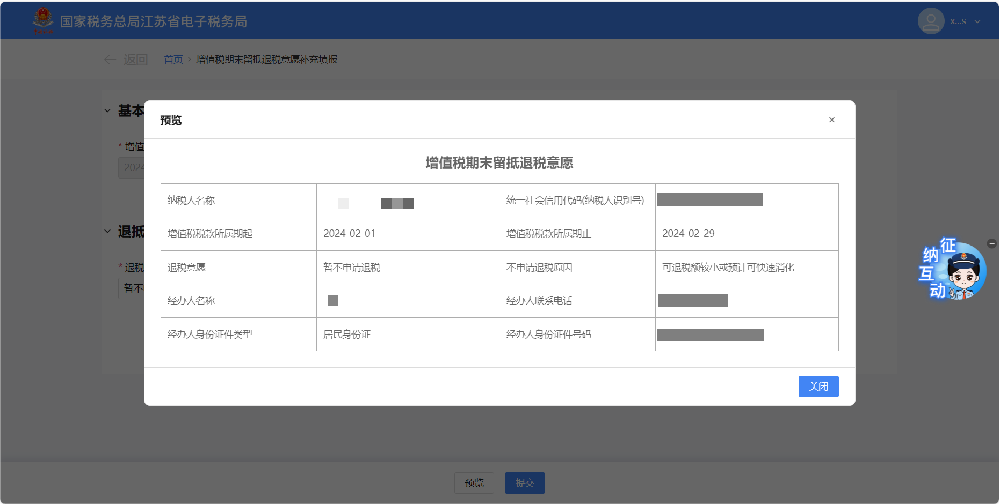 国家税务总局江苏省电子税务局
x...s
返回 首页 > 增值税期末留抵退税意愿补充填报
基本
* 增值
2024
退抵
* 退税
暂不
预览 ×
增值税期末留抵退税意愿
纳税人名称 统一社会信用代码(纳税人识别号)
增值税税款所属期起 2024-02-01 增值税税款所属期止 2024-02-29
退税意愿 暂不申请退税 不申请退税原因 可退税额较小或预计可快速消化
经办人名称 经办人联系电话
经办人身份证件类型 居民身份证 经办人身份证件号码
关闭
征纳互动
预览 提交